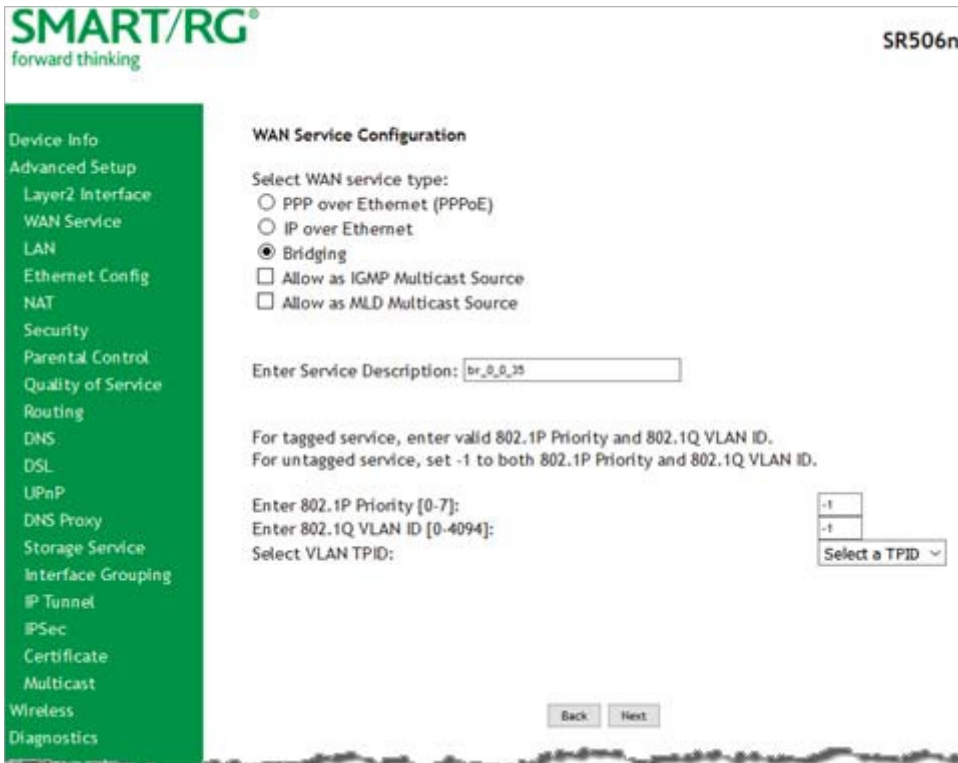 SMART/RG®
forward thinking
SR506n
Device Info
Advanced Setup
Layer2 Interface
WAN Service
LAN
Ethernet Config
NAT
Security
Parental Control
Quality of Service
Routing
DNS
DSL
UPnP
DNS Proxy
Storage Service
Interface Grouping
IP Tunnel
IPSec
Certificate
Multicast
Wireless
Diagnostics
WAN Service Configuration
Select WAN service type:
PPP over Ethernet (PPPoE)
IP over Ethernet
Bridging
Allow as IGMP Multicast Source
Allow as MLD Multicast Source
Enter Service Description: br_0_0_35
For tagged service, enter valid 802.1P Priority and 802.1Q VLAN ID.
For untagged service, set -1 to both 802.1P Priority and 802.1Q VLAN ID.
Enter 802.1P Priority [0-7]: -1
Enter 802.1Q VLAN ID [0-4094]: -1
Select VLAN TPID: Select a TPID
Back Next